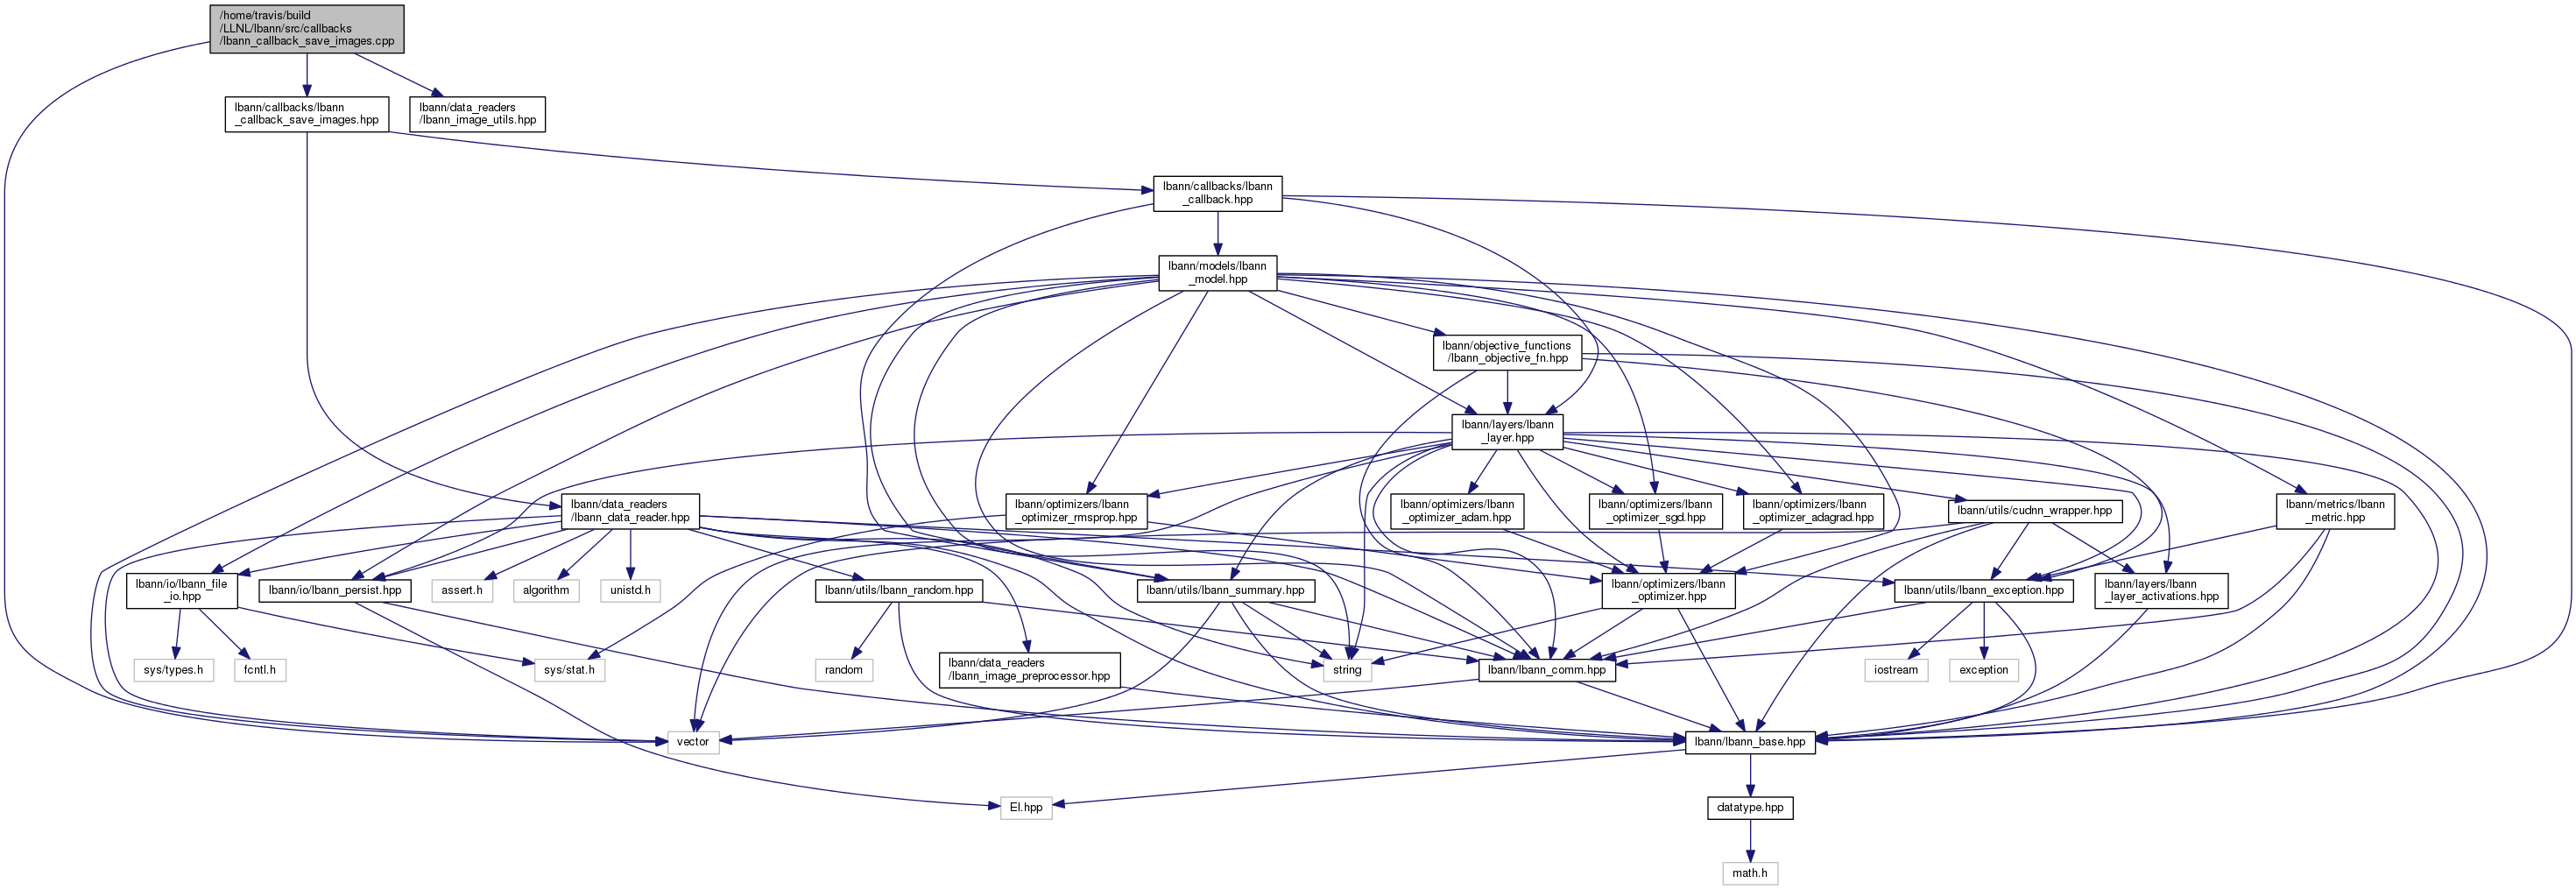 /home/travis/build
/LLNL/lbann/src/callbacks
/lbann_callback_save_images.cpp
lbann/callbacks/lbann
_callback_save_images.hpp
lbann/data_readers
/lbann_image_utils.hpp
lbann/callbacks/lbann
_callback.hpp
lbann/models/lbann
_model.hpp
lbann/objective_functions
/lbann_objective_fn.hpp
lbann/layers/lbann
_layer.hpp
lbann/data_readers
/lbann_data_reader.hpp
lbann/optimizers/lbann
_optimizer_rmsprop.hpp
lbann/optimizers/lbann
_optimizer_adam.hpp
lbann/optimizers/lbann
_optimizer_sgd.hpp
lbann/optimizers/lbann
_optimizer_adagrad.hpp
lbann/utils/cudnn_wrapper.hpp
lbann/metrics/lbann
_metric.hpp
lbann/io/lbann_file
_io.hpp
lbann/io/lbann_persist.hpp
assert.h
algorithm
unistd.h
lbann/utils/lbann_random.hpp
lbann/utils/lbann_summary.hpp
lbann/optimizers/lbann
_optimizer.hpp
lbann/utils/lbann_exception.hpp
lbann/layers/lbann
_layer_activations.hpp
sys/types.h
fcntl.h
sys/stat.h
random
lbann/data_readers
/lbann_image_preprocessor.hpp
string
lbann/lbann_comm.hpp
iostream
exception
vector
lbann/lbann_base.hpp
El.hpp
datatype.hpp
math.h